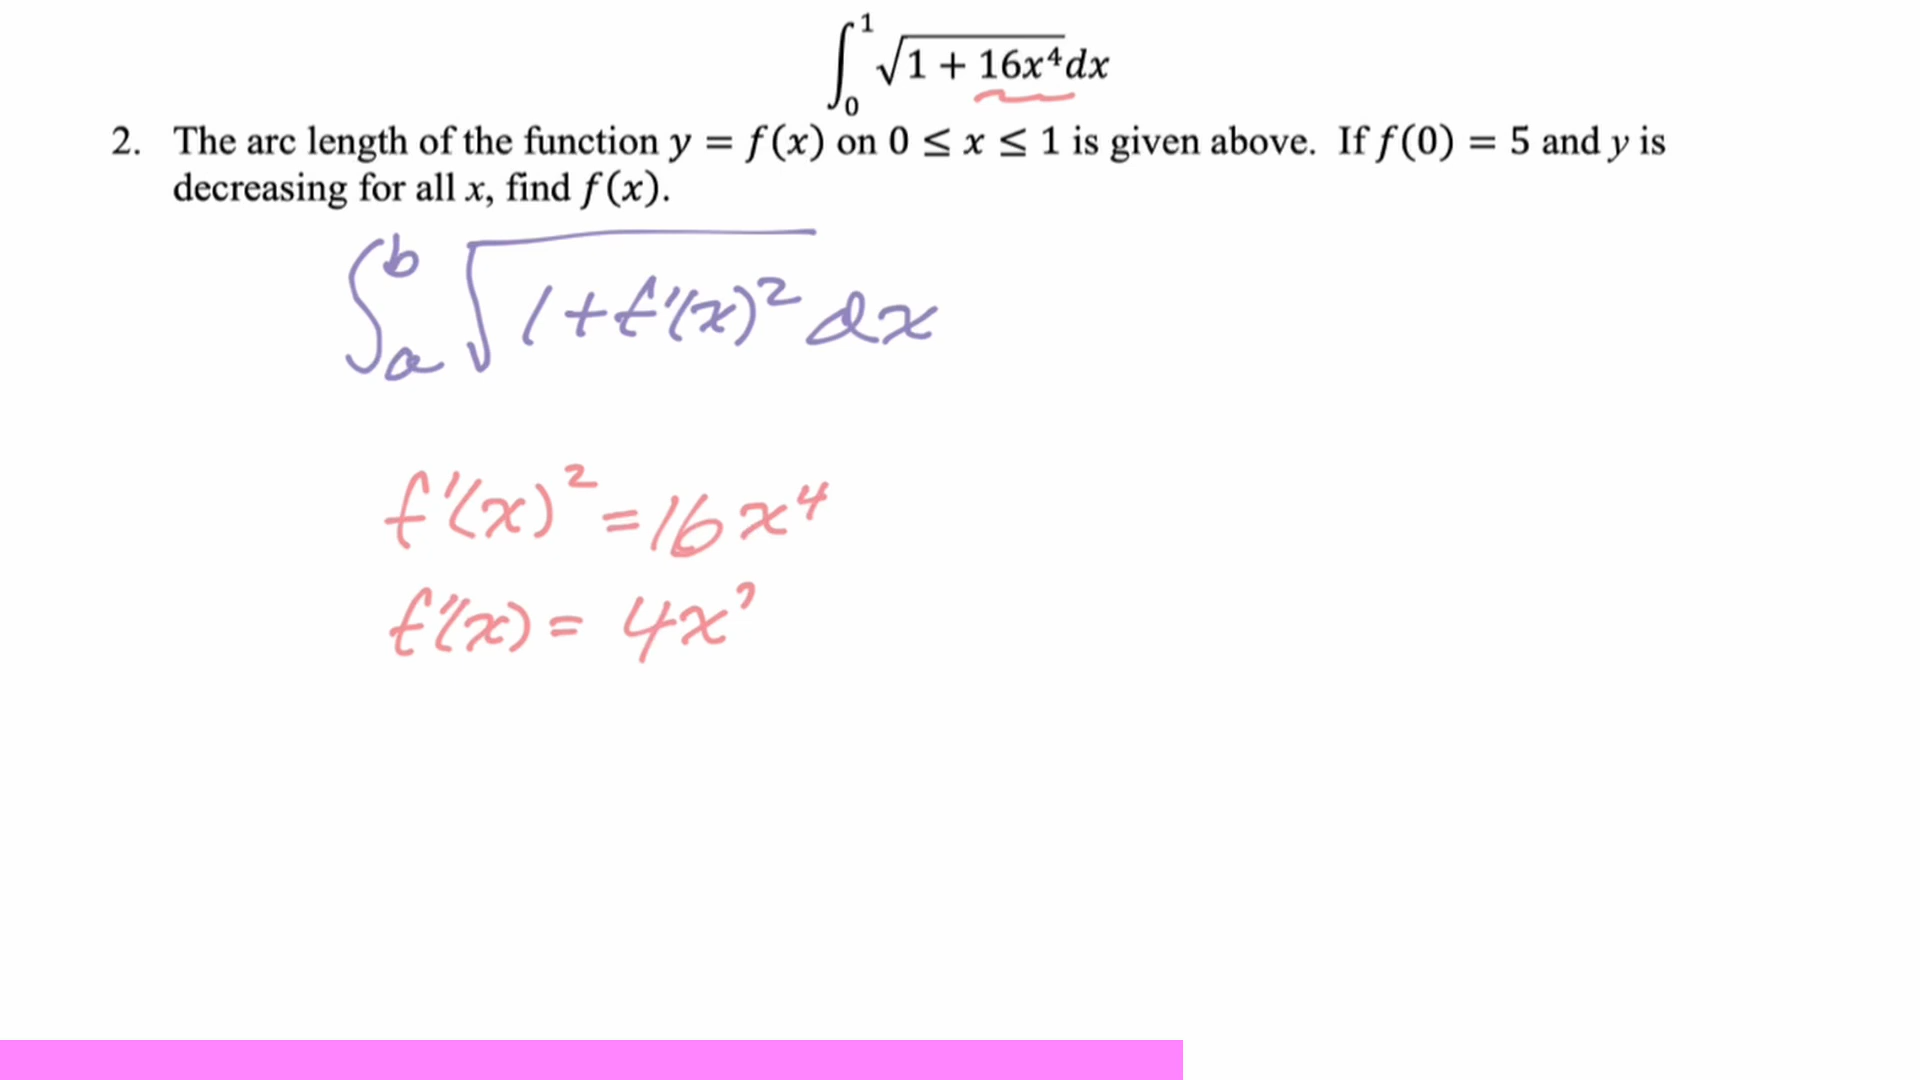 ∫₀¹ √(1 + 16x⁴) dx
2. The arc length of the function y = f(x) on 0 ≤ x ≤ 1 is given above. If f(0) = 5 and y is
decreasing for all x, find f(x).
∫ₐᵇ √(1+f'(x)²) dx
f'(x)² = 16x⁴
f'(x) = 4x²